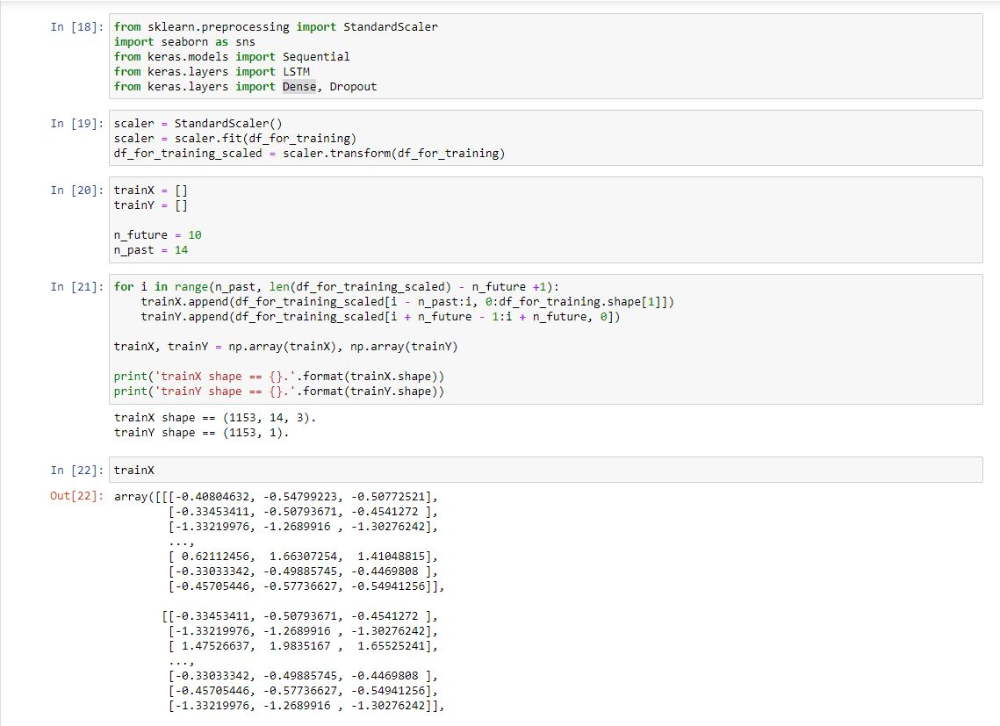 In [18]: from sklearn.preprocessing import StandardScaler
import seaborn as sns
from keras.models import Sequential
from keras.layers import LSTM
from keras.layers import Dense, Dropout
In [19]: scaler = StandardScaler()
scaler = scaler.fit(df_for_training)
df_for_training_scaled = scaler.transform(df_for_training)
In [20]: trainX = []
trainY = []
n_future = 10
n_past = 14
In [21]: for i in range(n_past, len(df_for_training_scaled) - n_future +1):
    trainX.append(df_for_training_scaled[i - n_past:i, 0:df_for_training.shape[1]])
    trainY.append(df_for_training_scaled[i + n_future - 1:i + n_future, 0])
trainX, trainY = np.array(trainX), np.array(trainY)
print('trainX shape == {}.'.format(trainX.shape))
print('trainY shape == {}.'.format(trainY.shape))
trainX shape == (1153, 14, 3).
trainY shape == (1153, 1).
In [22]: trainX
Out[22]: array([[[-0.40804632, -0.54799223, -0.50772521],
[-0.33453411, -0.50793671, -0.4541272 ],
[-1.33219976, -1.2689916 , -1.30276242],
...,
[ 0.62112456,  1.66307254,  1.41048815],
[-0.33033342, -0.49885745, -0.4469808 ],
[-0.45705446, -0.57736627, -0.54941256]],
[[-0.33453411, -0.50793671, -0.4541272 ],
[-1.33219976, -1.2689916 , -1.30276242],
[ 1.47526637,  1.9835167 ,  1.65525241],
...,
[-0.33033342, -0.49885745, -0.4469808 ],
[-0.45705446, -0.57736627, -0.54941256],
[-1.33219976, -1.2689916 , -1.30276242]],